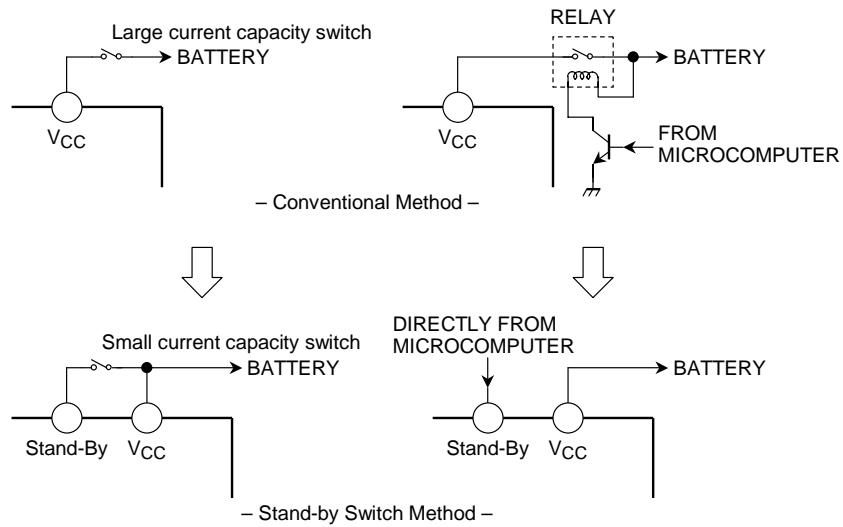 RELAY
Large current capacity switch
BATTERY
BATTERY
VCC
VCC
FROM
MICROCOMPUTER
– Conventional Method –
DIRECTLY FROM
MICROCOMPUTER
Small current capacity switch
BATTERY
BATTERY
Stand-By
VCC
Stand-By
VCC
– Stand-by Switch Method –